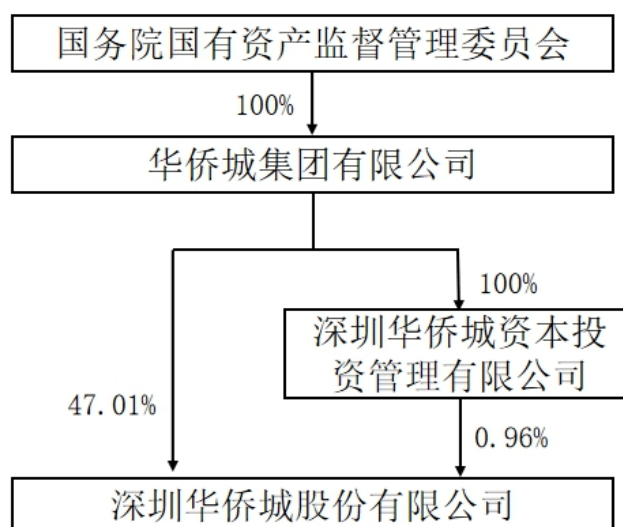 国务院国有资产监督管理委员会
100%
华侨城集团有限公司
100%
深圳华侨城资本投
资管理有限公司
47.01%
0.96%
深圳华侨城股份有限公司